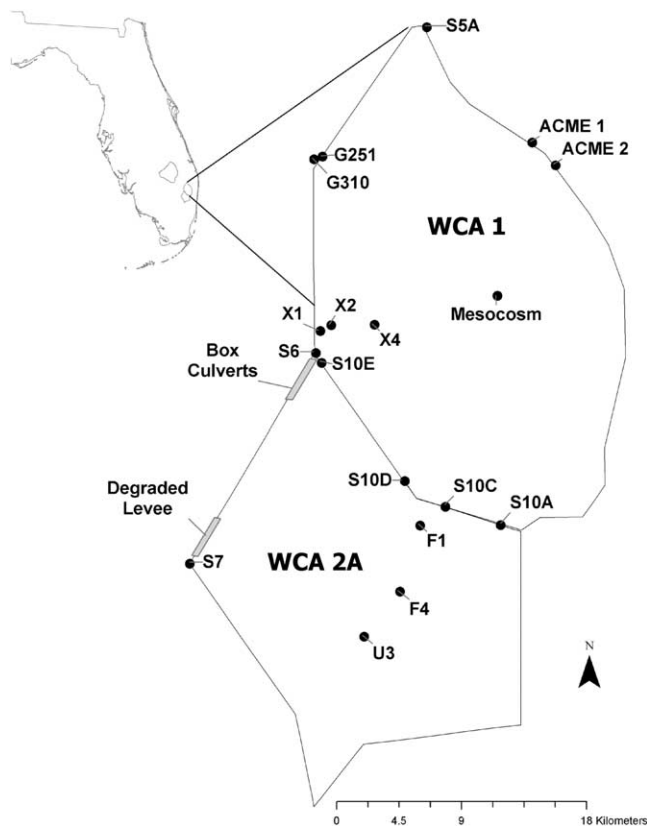 S5A
ACME 1
ACME 2
G251
G310
WCA 1
Mesocosm
X1
X2
X4
S6
S10E
Box
Culverts
S10D
S10C
S10A
Degraded
Levee
F1
S7
WCA 2A
F4
U3
N
0 4.5 9 18 Kilometers